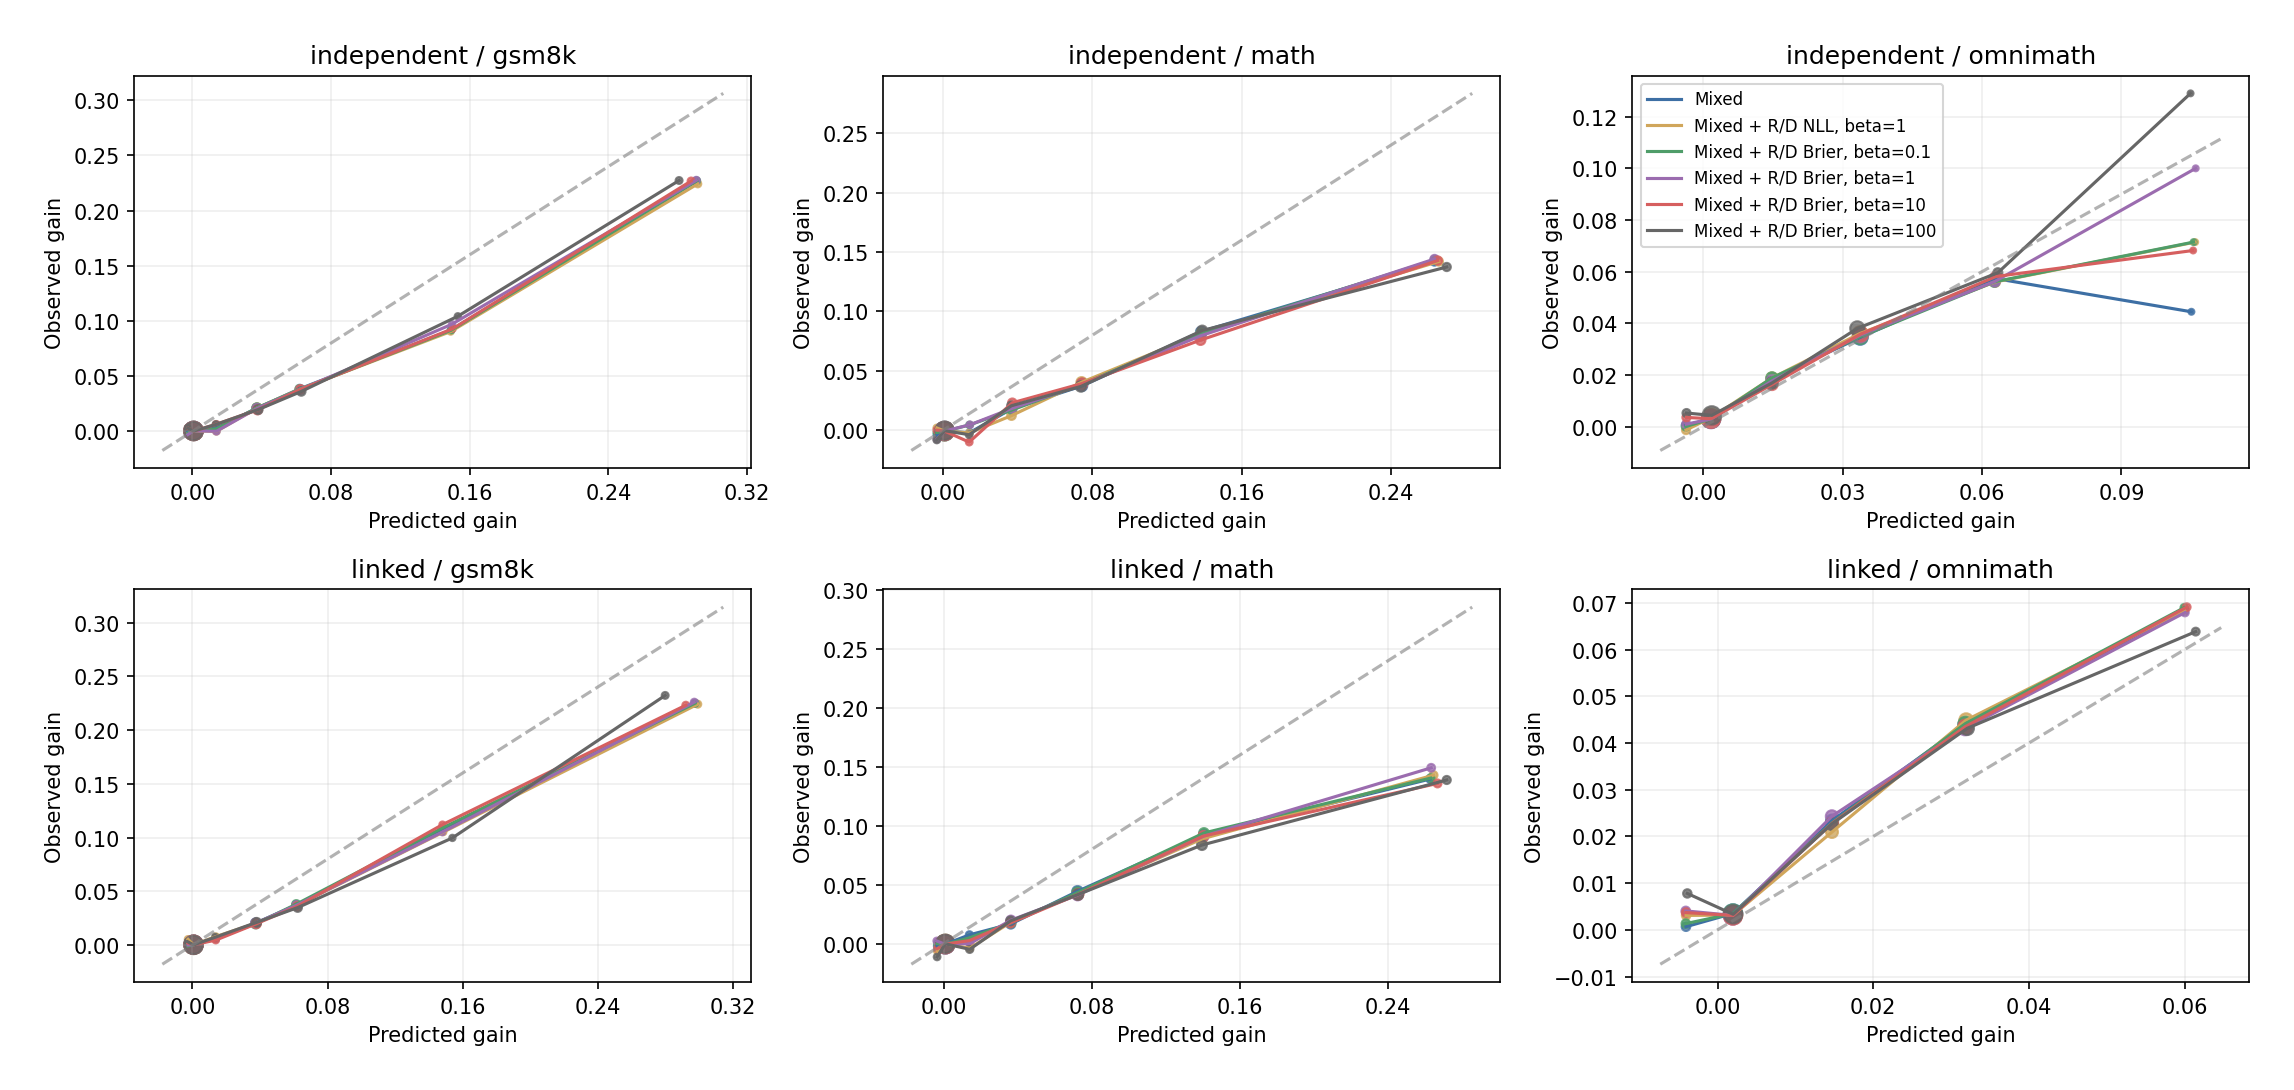 independent / gsm8k
0.30
0.25
0.20
0.15
0.10
0.05
0.00
Observed gain
0.00 0.08 0.16 0.24 0.32
Predicted gain
independent / math
0.25
0.20
0.15
0.10
0.05
0.00
Observed gain
0.00 0.08 0.16 0.24
Predicted gain
independent / omnimath
Mixed
Mixed + R/D NLL, beta=1
Mixed + R/D Brier, beta=0.1
Mixed + R/D Brier, beta=1
Mixed + R/D Brier, beta=10
Mixed + R/D Brier, beta=100
0.12
0.10
0.08
0.06
0.04
0.02
0.00
Observed gain
0.00 0.03 0.06 0.09
Predicted gain
linked / gsm8k
0.30
0.25
0.20
0.15
0.10
0.05
0.00
Observed gain
0.00 0.08 0.16 0.24 0.32
Predicted gain
linked / math
0.30
0.25
0.20
0.15
0.10
0.05
0.00
Observed gain
0.00 0.08 0.16 0.24
Predicted gain
linked / omnimath
0.07
0.06
0.05
0.04
0.03
0.02
0.01
0.00
−0.01
Observed gain
0.00 0.02 0.04 0.06
Predicted gain